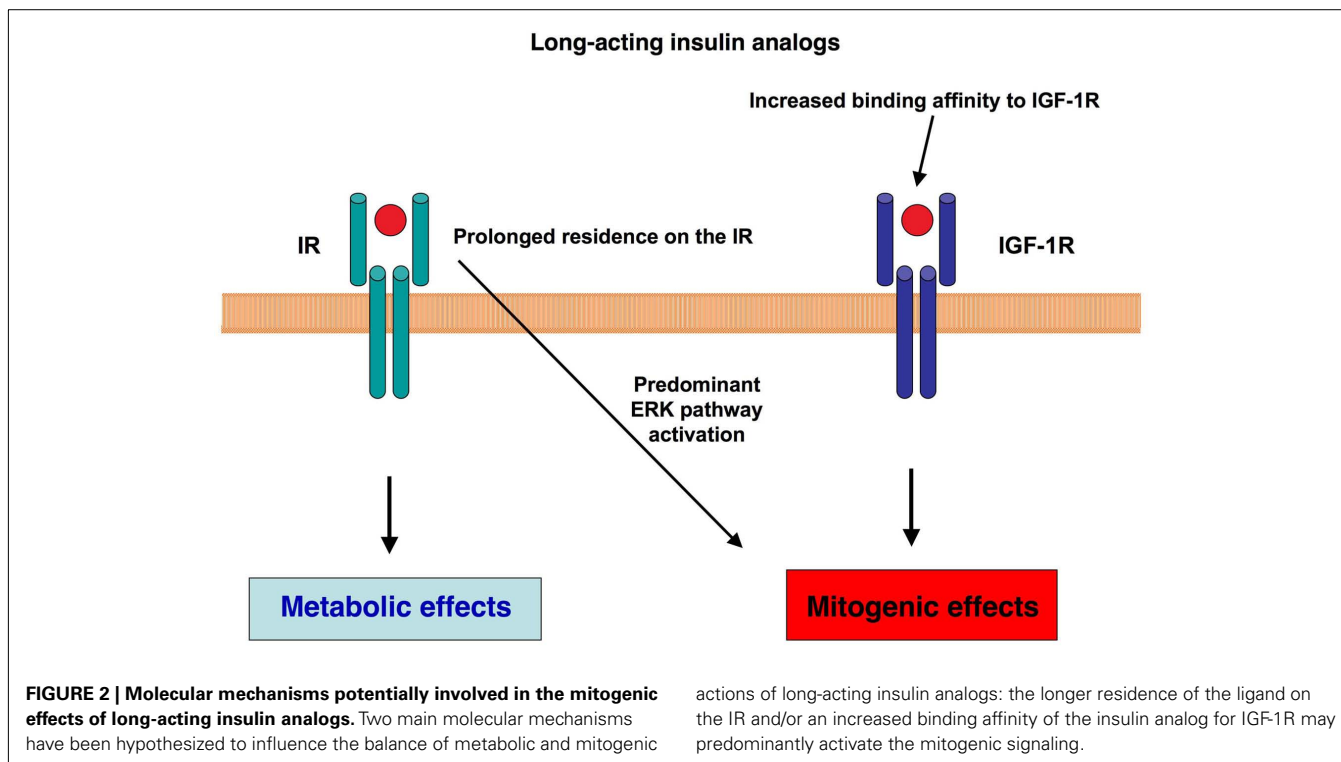 Long-acting insulin analogs
Increased binding affinity to IGF-1R
IR
Prolonged residence on the IR
IGF-1R
Predominant
ERK pathway
activation
Metabolic effects
Mitogenic effects
FIGURE 2 | Molecular mechanisms potentially involved in the mitogenic
effects of long-acting insulin analogs. Two main molecular mechanisms
have been hypothesized to influence the balance of metabolic and mitogenic
actions of long-acting insulin analogs: the longer residence of the ligand on
the IR and/or an increased binding affinity of the insulin analog for IGF-1R may
predominantly activate the mitogenic signaling.